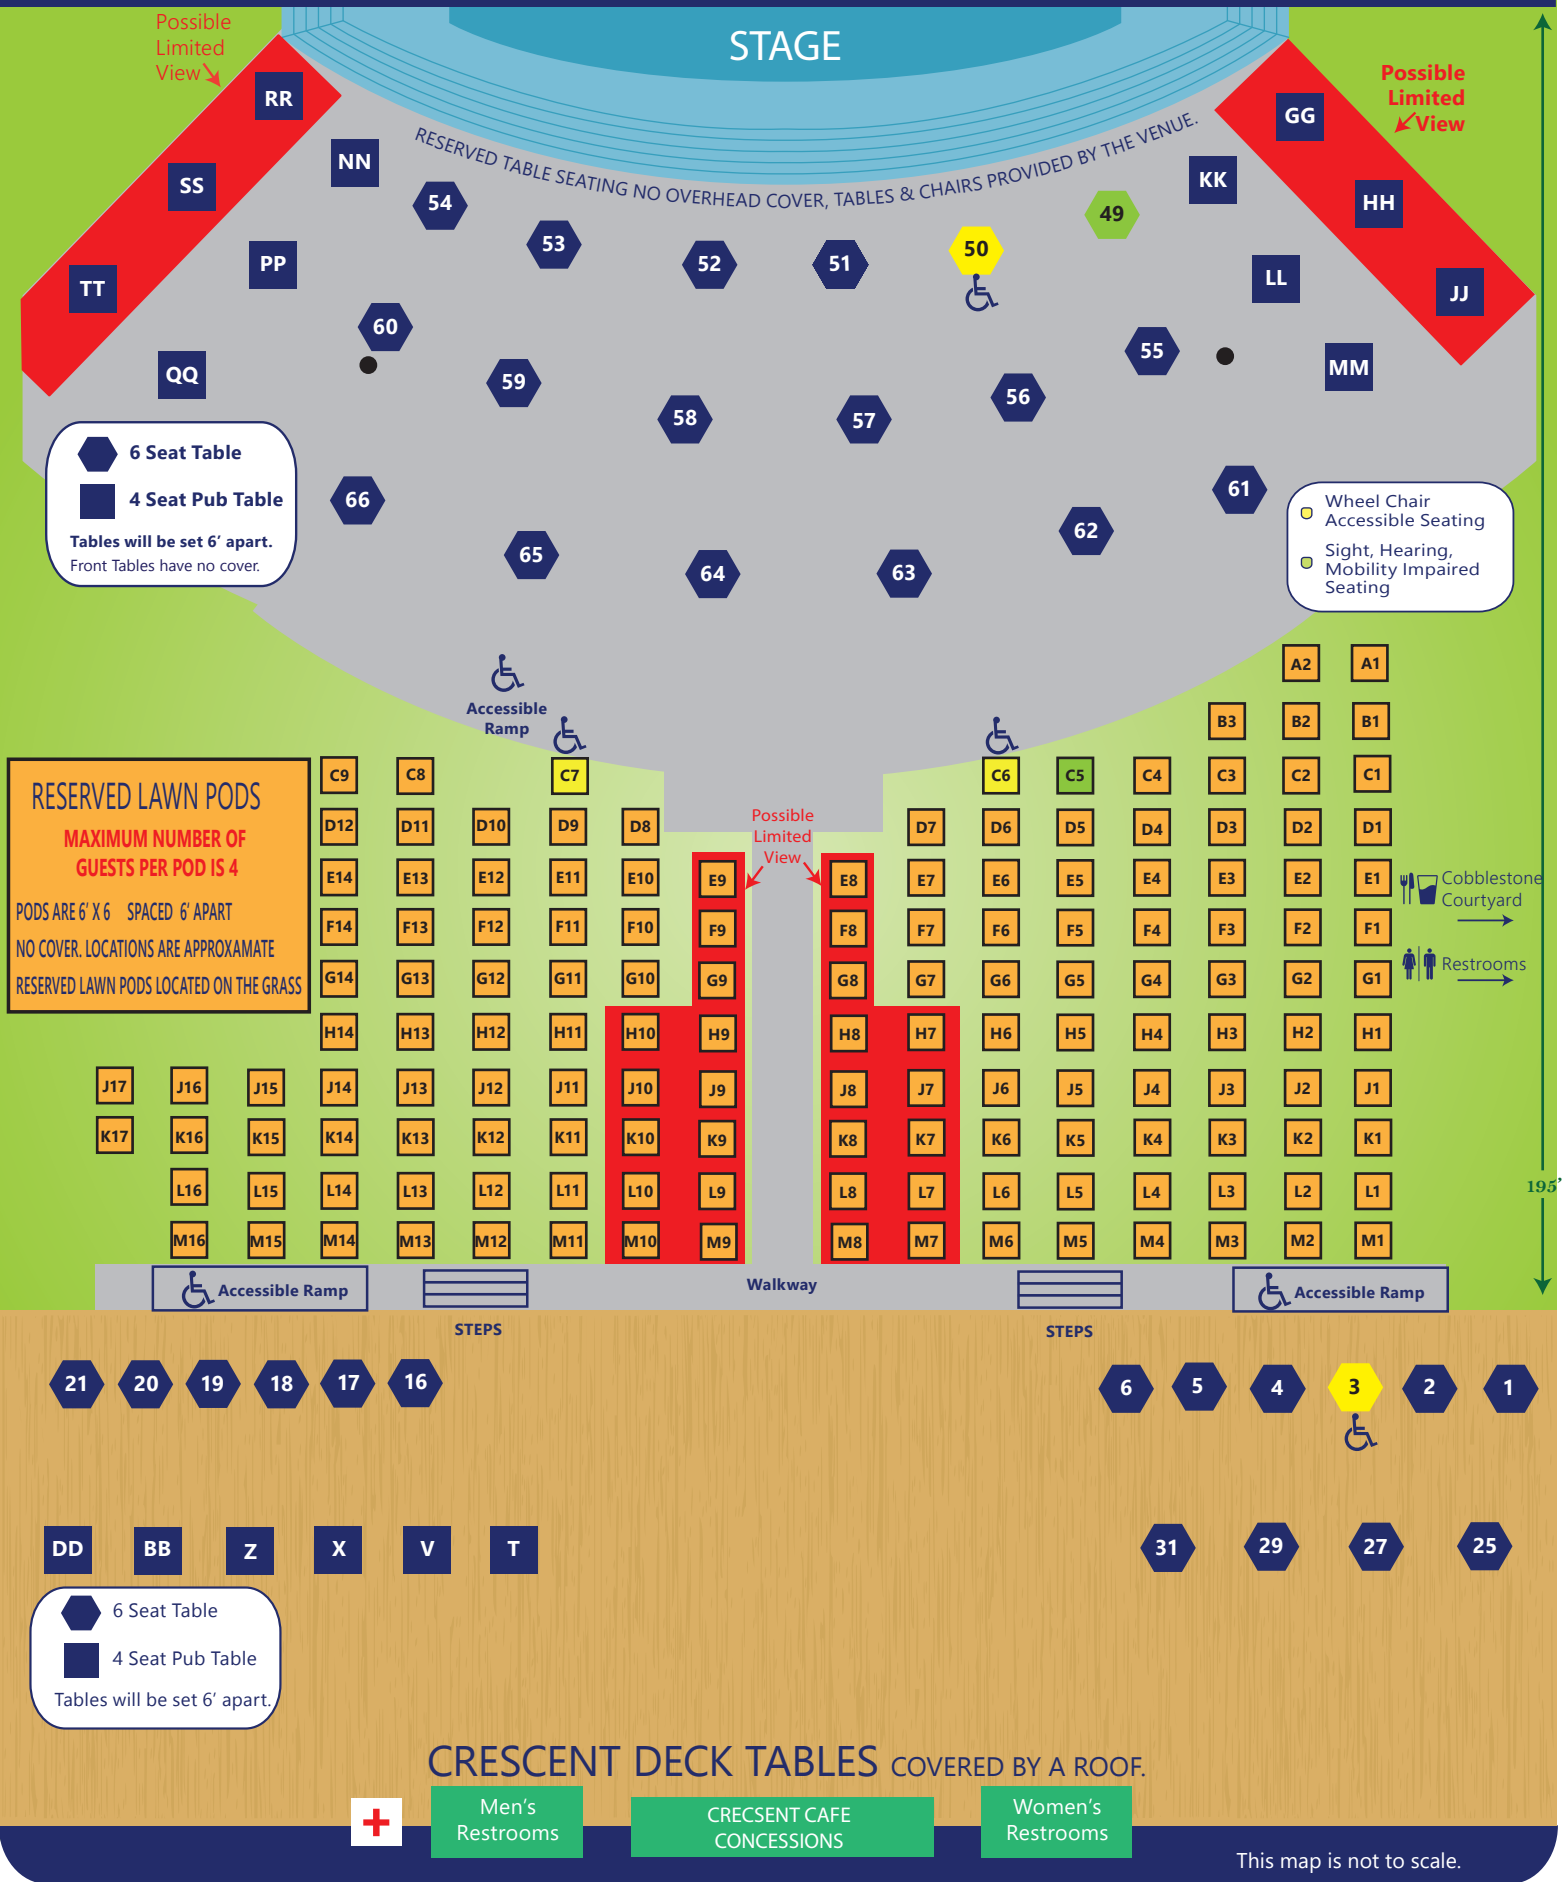 STAGE
Possible
Limited
View
Possible
Limited
View
RESERVED TABLE SEATING NO OVERHEAD COVER, TABLES & CHAIRS PROVIDED BY THE VENUE.
RR
GG
NN
KK
SS
HH
54
49
53
50
52
51
PP
LL
TT
JJ
60
55
QQ
59
56
MM
58
57
6 Seat Table
4 Seat Pub Table
Tables will be set 6’ apart.
Front Tables have no cover.
66
61
65
62
64
63
Wheel Chair
Accessible Seating
Sight, Hearing,
Mobility Impaired
Seating
Accessible
Ramp
A2 A1
B3 B2 B1
C9 C8 C7 C6 C5 C4 C3 C2 C1
RESERVED LAWN PODS
MAXIMUM NUMBER OF
GUESTS PER POD IS 4
PODS ARE 6’ X 6 SPACED 6’ APART
NO COVER. LOCATIONS ARE APPROXAMATE
RESERVED LAWN PODS LOCATED ON THE GRASS
Possible
Limited
View
D12 D11 D10 D9 D8 D7 D6 D5 D4 D3 D2 D1
E14 E13 E12 E11 E10 E9 E8 E7 E6 E5 E4 E3 E2 E1
Cobblestone
Courtyard
F14 F13 F12 F11 F10 F9 F8 F7 F6 F5 F4 F3 F2 F1
Restrooms
G14 G13 G12 G11 G10 G9 G8 G7 G6 G5 G4 G3 G2 G1
H14 H13 H12 H11 H10 H9 H8 H7 H6 H5 H4 H3 H2 H1
J17 J16 J15 J14 J13 J12 J11 J10 J9 J8 J7 J6 J5 J4 J3 J2 J1
K17 K16 K15 K14 K13 K12 K11 K10 K9 K8 K7 K6 K5 K4 K3 K2 K1
L16 L15 L14 L13 L12 L11 L10 L9 L8 L7 L6 L5 L4 L3 L2 L1
195’
M16 M15 M14 M13 M12 M11 M10 M9 M8 M7 M6 M5 M4 M3 M2 M1
Accessible Ramp
Walkway
Accessible Ramp
STEPS
STEPS
21 20 19 18 17 16 6 5 4 3 2 1
DD BB Z X V T 31 29 27 25
6 Seat Table
4 Seat Pub Table
Tables will be set 6’ apart.
CRESCENT DECK TABLES COVERED BY A ROOF.
Men’s
Restrooms
CRECSENT CAFE
CONCESSIONS
Women’s
Restrooms
This map is not to scale.